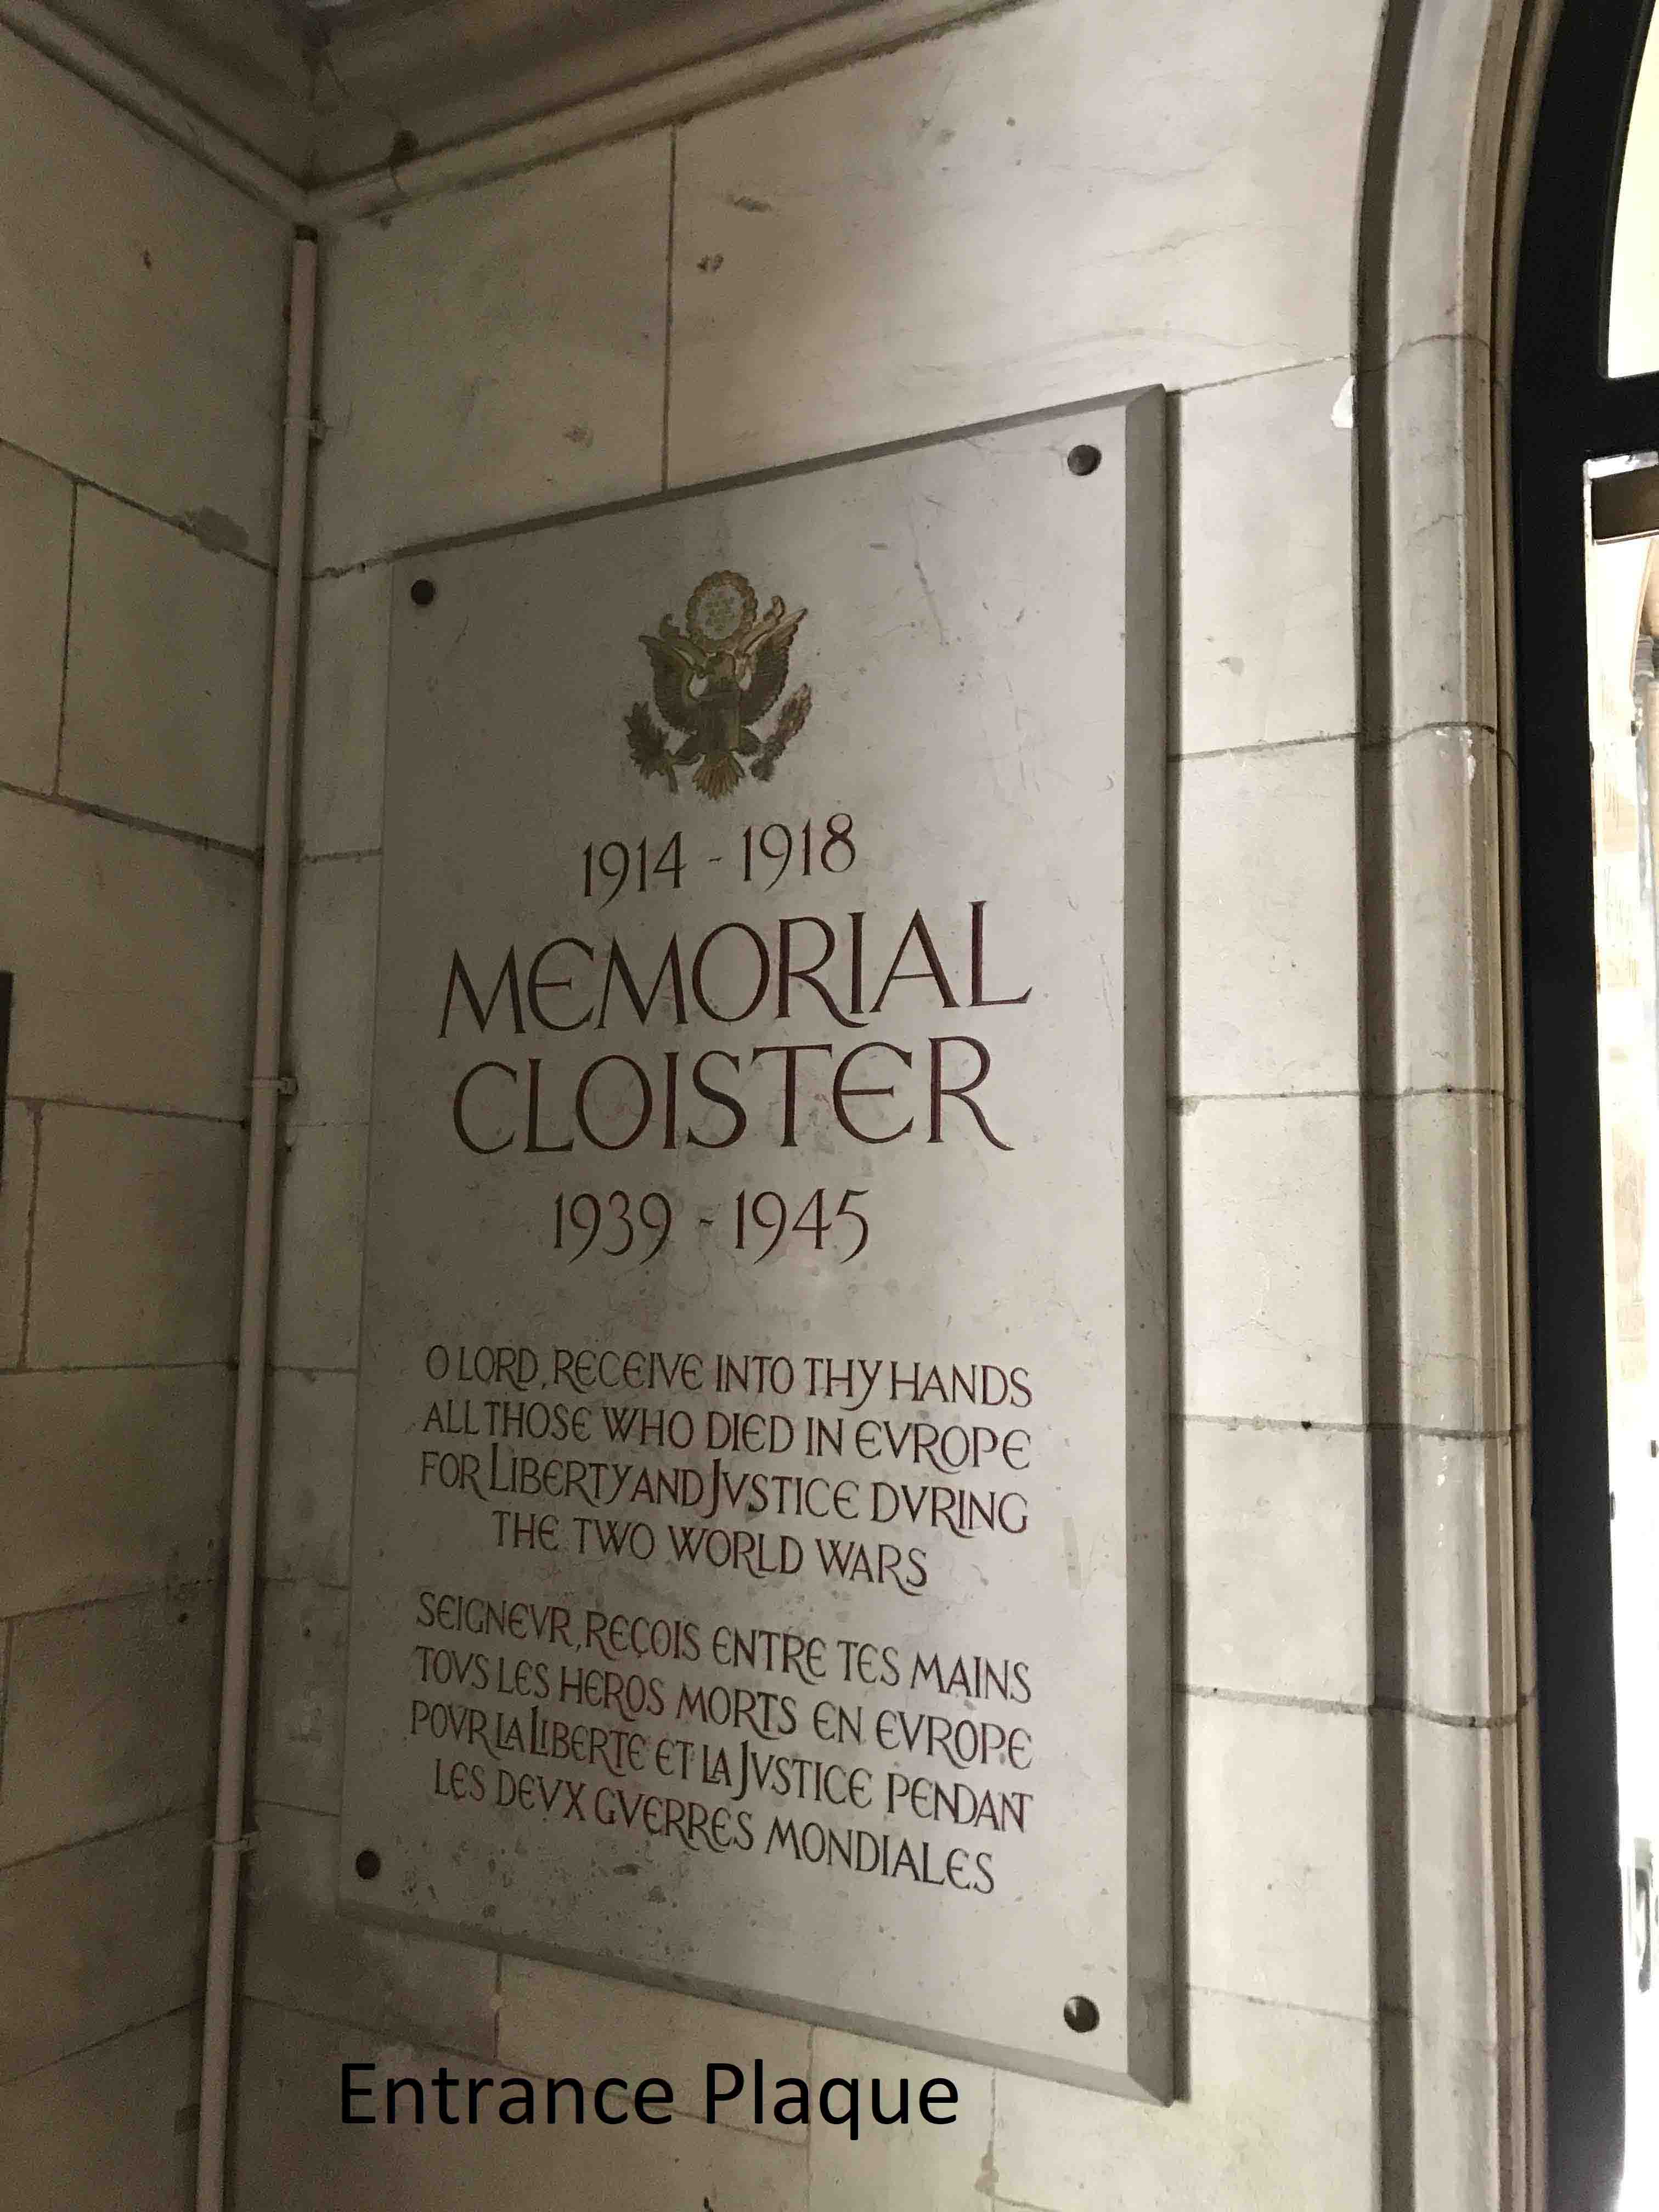 1914 - 1918
MEMORIAL
CLOISTER
1939 - 1945
O LORD, RECEIVE INTO THY HANDS
ALL THOSE WHO DIED IN EVROPE
FOR LIBERTY AND JVSTICE DVRING
THE TWO WORLD WARS
SEIGNEVR, REÇOIS ENTRE TES MAINS
TOVS LES HEROS MORTS EN EVROPE
POVR LA LIBERTE ET LA JVSTICE PENDANT
LES DEVX GVERRES MONDIALES
Entrance Plaque